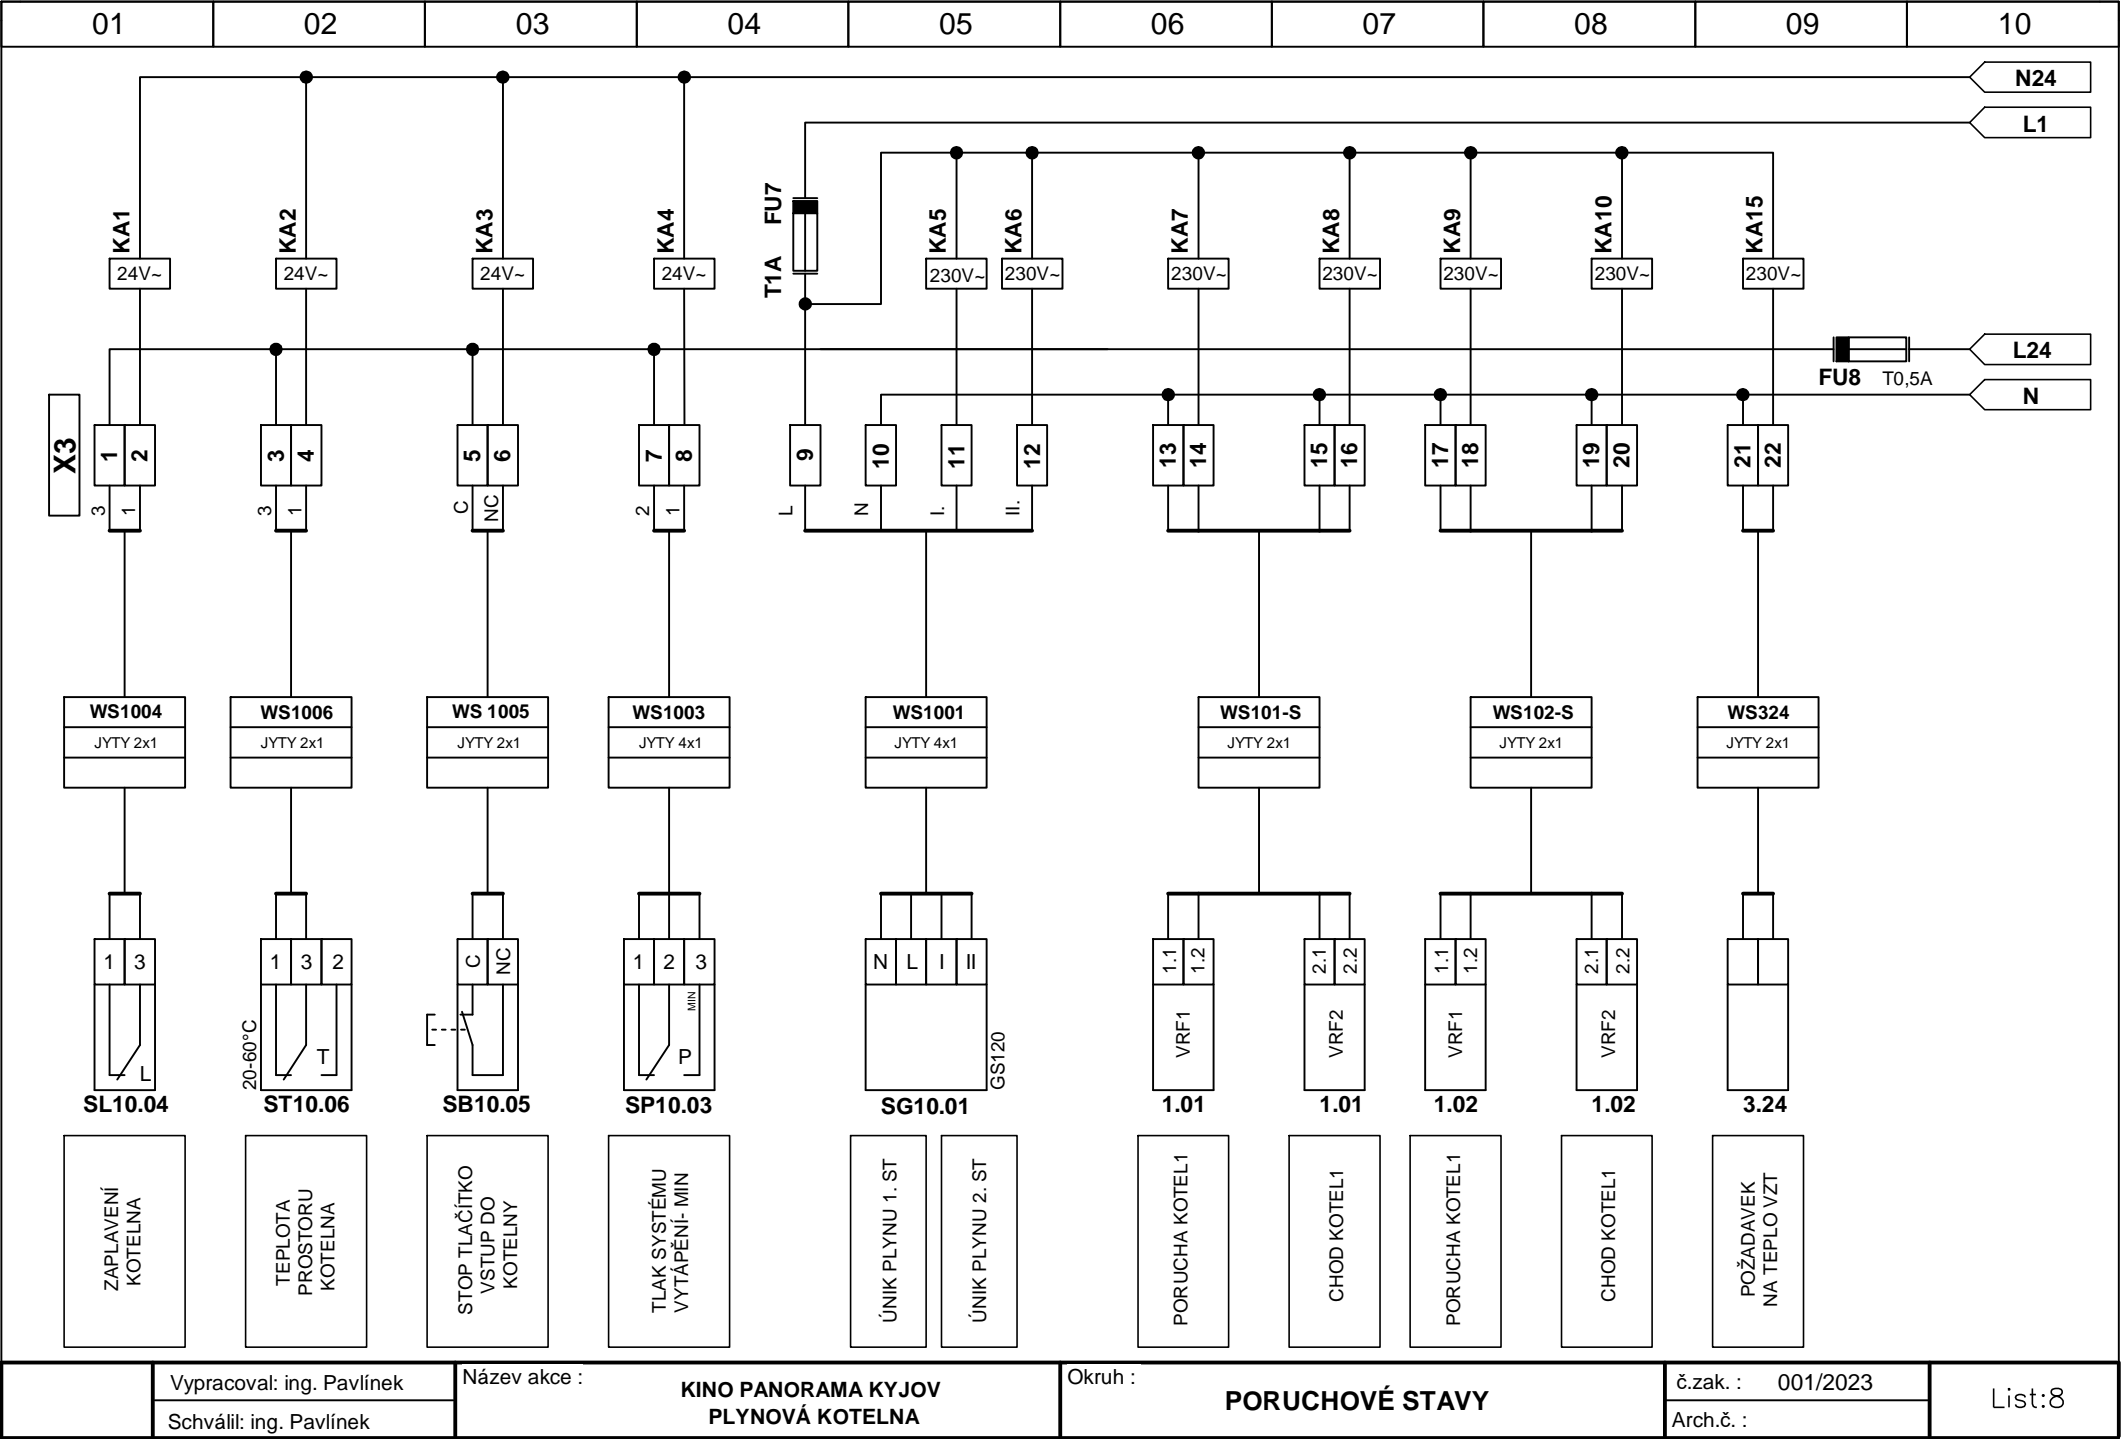 01 02 03 04 05 06 07 08 09 10
N24
L1
KA1 KA2 KA3 KA4 T1A FU7 KA5 KA6 KA7 KA8 KA9 KA10 KA15
24V~ 24V~ 24V~ 24V~ 230V~ 230V~ 230V~ 230V~ 230V~ 230V~ 230V~
L24
FU8 T0,5A
N
X3 1 2 3 4 5 6 7 8 9 10 11 12 13 14 15 16 17 18 19 20 21 22
3 1 3 1 C NC 2 1 L N I. II.
WS1004 WS1006 WS 1005 WS1003 WS1001 WS101-S WS102-S WS324
JYTY 2x1 JYTY 2x1 JYTY 2x1 JYTY 4x1 JYTY 4x1 JYTY 2x1 JYTY 2x1 JYTY 2x1
1 3 1 3 2 C NC 1 2 3 N L I II 1.1 1.2 2.1 2.2 1.1 1.2 2.1 2.2
MIN
L 20-60°C T P GS120 VRF1 VRF2 VRF1 VRF2
SL10.04 ST10.06 SB10.05 SP10.03 SG10.01 1.01 1.01 1.02 1.02 3.24
ZAPLAVENÍ
KOTELNA
TEPLOTA
PROSTORU
KOTELNA
STOP TLAČÍTKO
VSTUP DO
KOTELNY
TLAK SYSTÉMU
VYTÁPĚNÍ- MIN
ÚNIK PLYNU 1. ST
ÚNIK PLYNU 2. ST
PORUCHA KOTEL1
CHOD KOTEL1
PORUCHA KOTEL1
CHOD KOTEL1
POŽADAVEK
NA TEPLO VZT
Vypracoval: ing. Pavlínek
Schválil: ing. Pavlínek
Název akce :
KINO PANORAMA KYJOV
PLYNOVÁ KOTELNA
Okruh :
PORUCHOVÉ STAVY
č.zak. : 001/2023
Arch.č. :
List:8